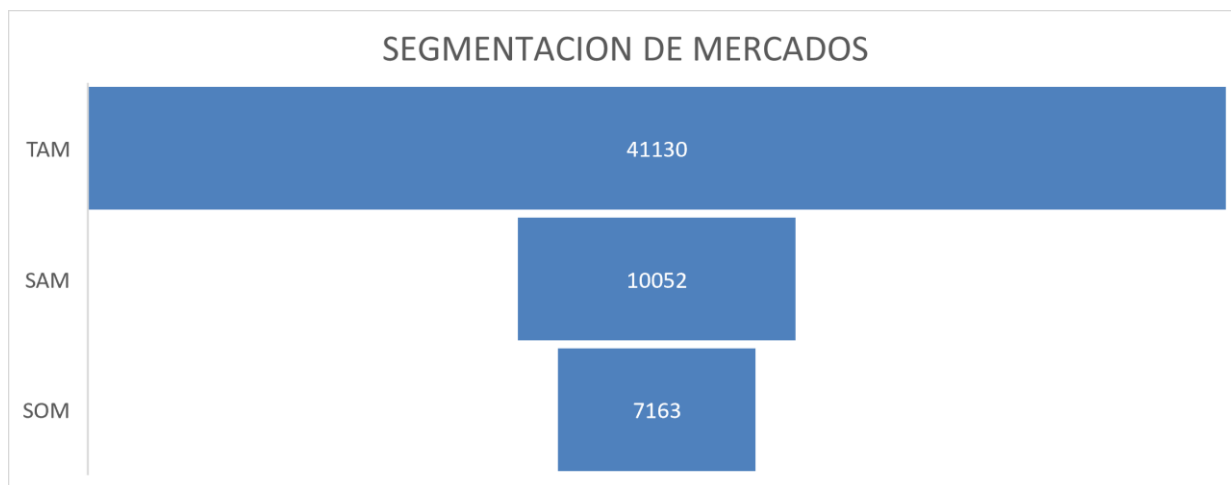 SEGMENTACION DE MERCADOS
TAM
41130
SAM
10052
SOM
7163